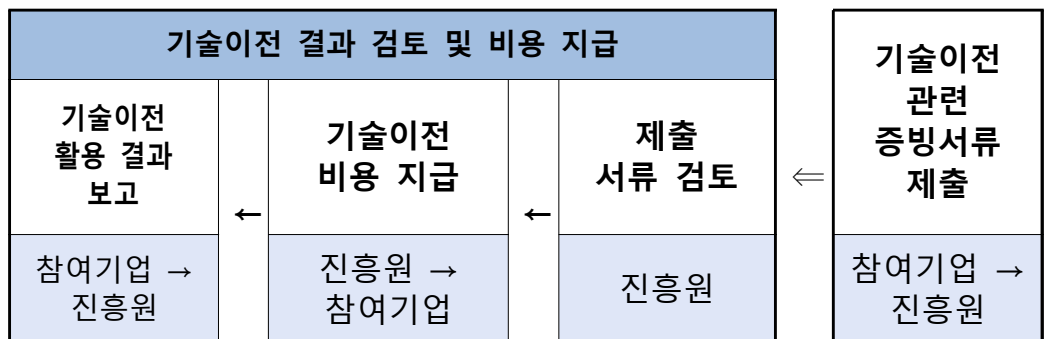 기술이전 결과 검토 및 비용 지급
기술이전
활용 결과
보고
←
기술이전
비용 지급
←
제출
서류 검토
⇐
기술이전
관련
증빙서류
제출
참여기업 →
진흥원
진흥원 →
참여기업
진흥원
참여기업 →
진흥원